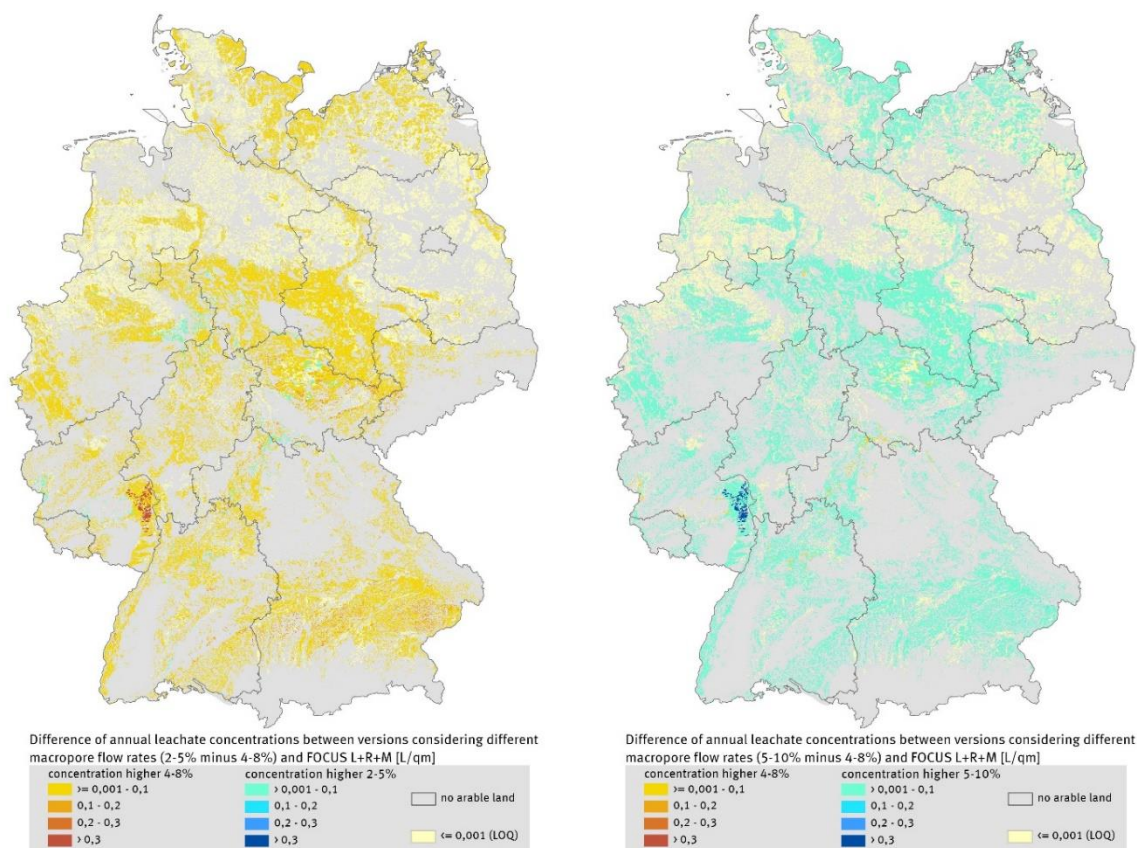 Difference of annual leachate concentrations between versions considering different
macropore flow rates (2-5% minus 4-8%) and FOCUS L+R+M [L/qm]
concentration higher 4-8%
>= 0,001 - 0,1
0,1 - 0,2
0,2 - 0,3
> 0,3
concentration higher 2-5%
> 0,001 - 0,1
0,1 - 0,2
0,2 - 0,3
> 0,3
no arable land
<= 0,001 (LOQ)
Difference of annual leachate concentrations between versions considering different
macropore flow rates (5-10% minus 4-8%) and FOCUS L+R+M [L/qm]
concentration higher 4-8%
>= 0,001 - 0,1
0,1 - 0,2
0,2 - 0,3
> 0,3
concentration higher 5-10%
> 0,001 - 0,1
0,1 - 0,2
0,2 - 0,3
> 0,3
no arable land
<= 0,001 (LOQ)